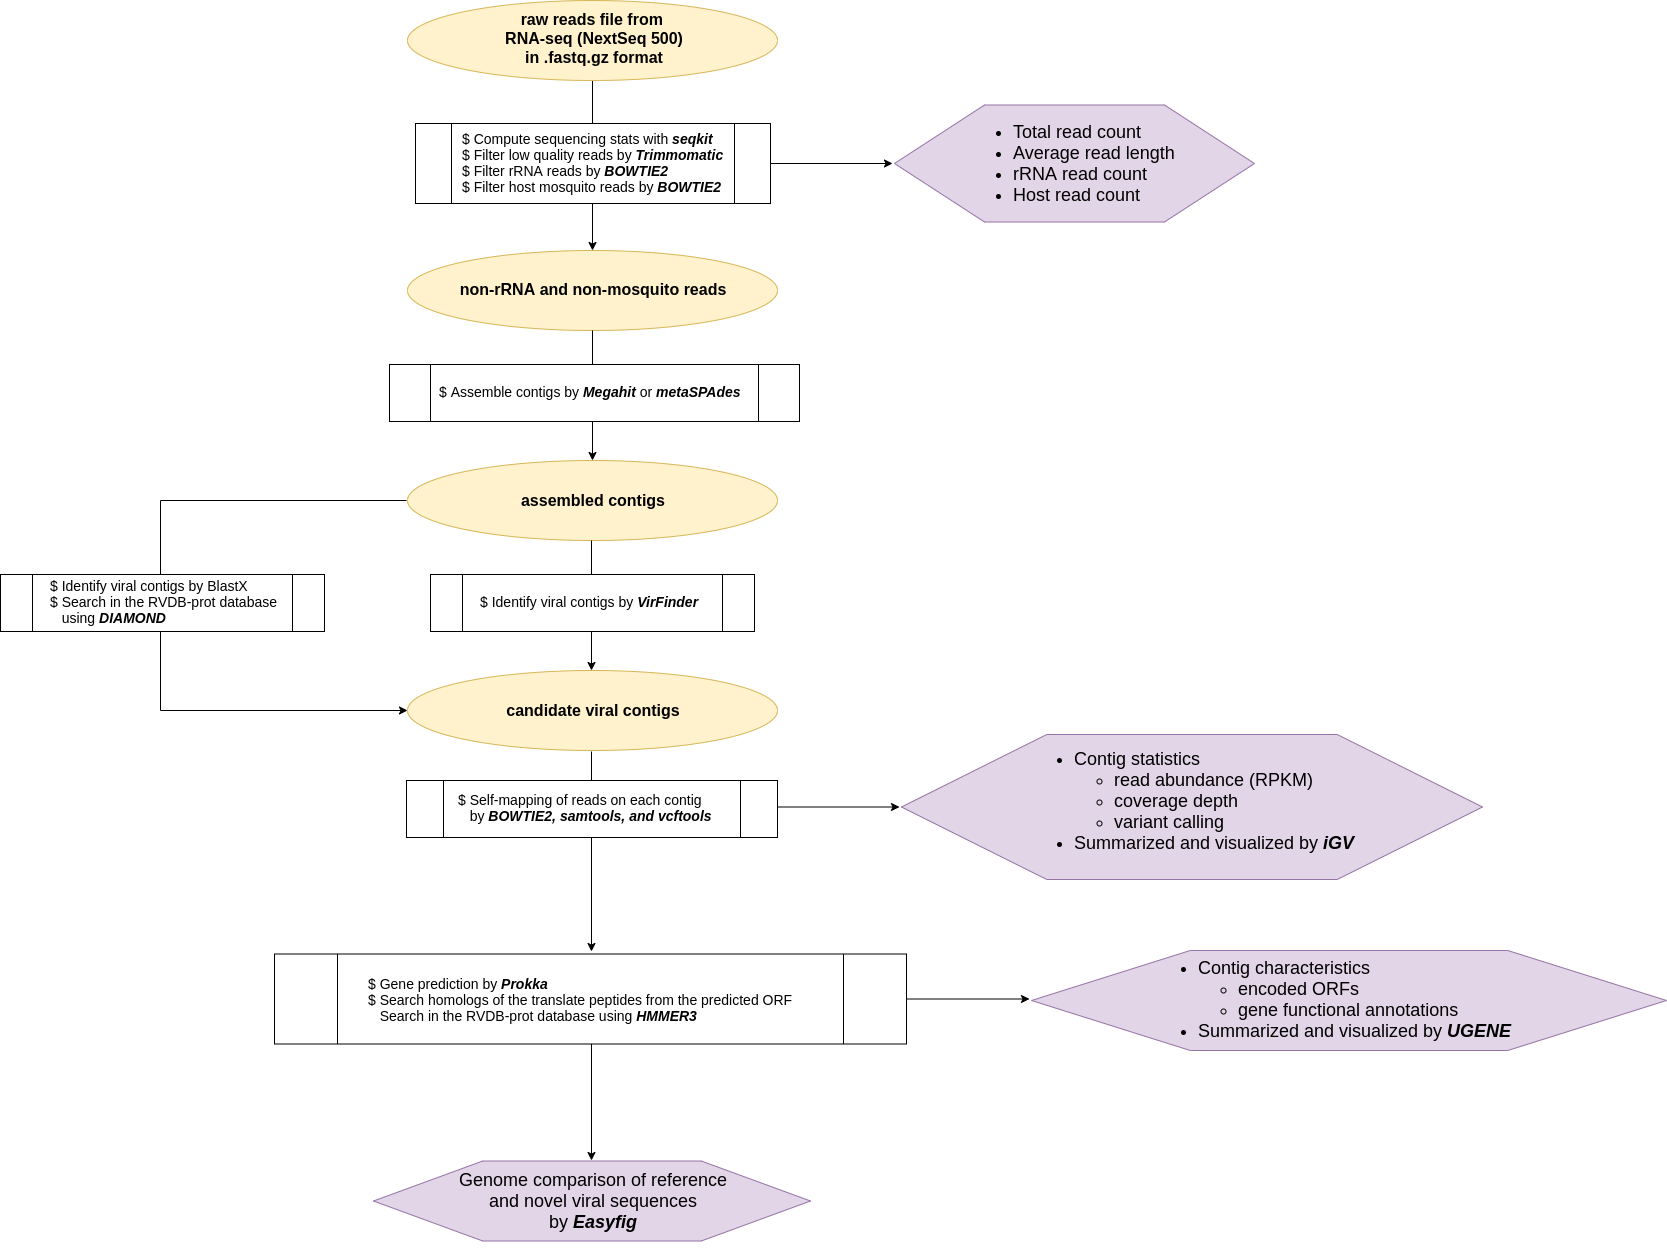 raw reads file from
RNA-seq (NextSeq 500)
in .fastq.gz format
$ Compute sequencing stats with seqkit
$ Filter low quality reads by Trimmomatic
$ Filter rRNA reads by BOWTIE2
$ Filter host mosquito reads by BOWTIE2
• Total read count
• Average read length
• rRNA read count
• Host read count
non-rRNA and non-mosquito reads
$ Assemble contigs by Megahit or metaSPAdes
assembled contigs
$ Identify viral contigs by BlastX
$ Search in the RVDB-prot database
using DIAMOND
$ Identify viral contigs by VirFinder
candidate viral contigs
$ Self-mapping of reads on each contig
by BOWTIE2, samtools, and vcftools
• Contig statistics
◦ read abundance (RPKM)
◦ coverage depth
◦ variant calling
• Summarized and visualized by iGV
$ Gene prediction by Prokka
$ Search homologs of the translate peptides from the predicted ORF
Search in the RVDB-prot database using HMMER3
• Contig characteristics
◦ encoded ORFs
◦ gene functional annotations
• Summarized and visualized by UGENE
Genome comparison of reference
and novel viral sequences
by Easyfig